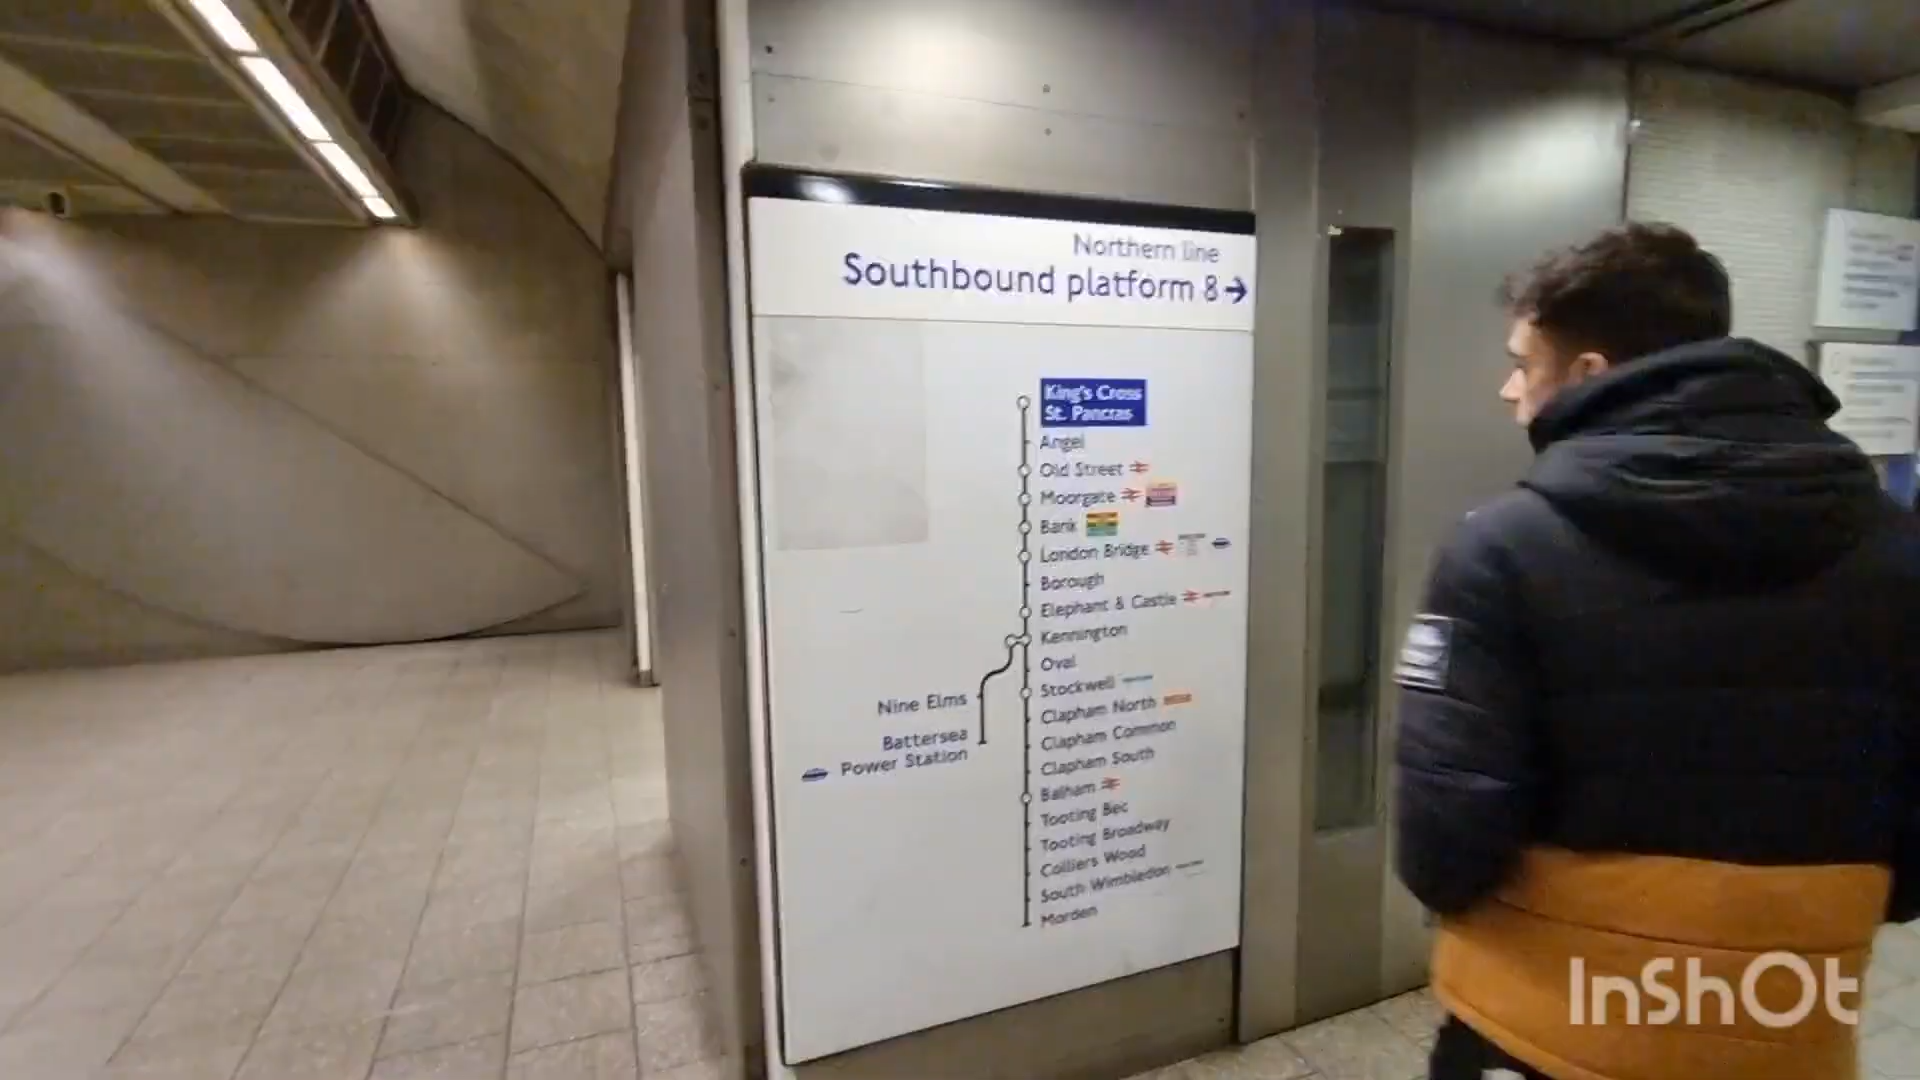 Northern line
Southbound platform 8→
King's Cross
St. Pancras
Angel
Old Street
Moorgate
Bank
London Bridge
Borough
Elephant & Castle
Kennington
Oval
Stockwell
Clapham North
Clapham Common
Clapham South
Balham
Tooting Bec
Tooting Broadway
Colliers Wood
South Wimbledon
Morden
Nine Elms
Battersea
Power Station
InShOt